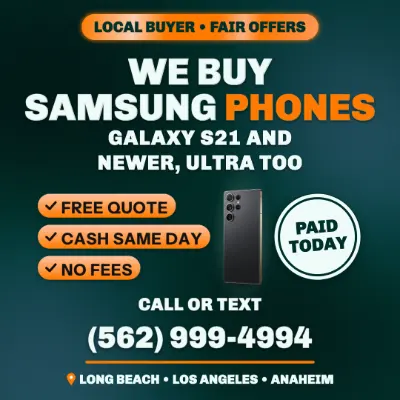 LOCAL BUYER • FAIR OFFERS
WE BUY
SAMSUNG PHONES
GALAXY S21 AND
NEWER, ULTRA TOO
✓ FREE QUOTE
✓ CASH SAME DAY
✓ NO FEES
PAID
TODAY
CALL OR TEXT
(562) 999-4994
LONG BEACH • LOS ANGELES • ANAHEIM